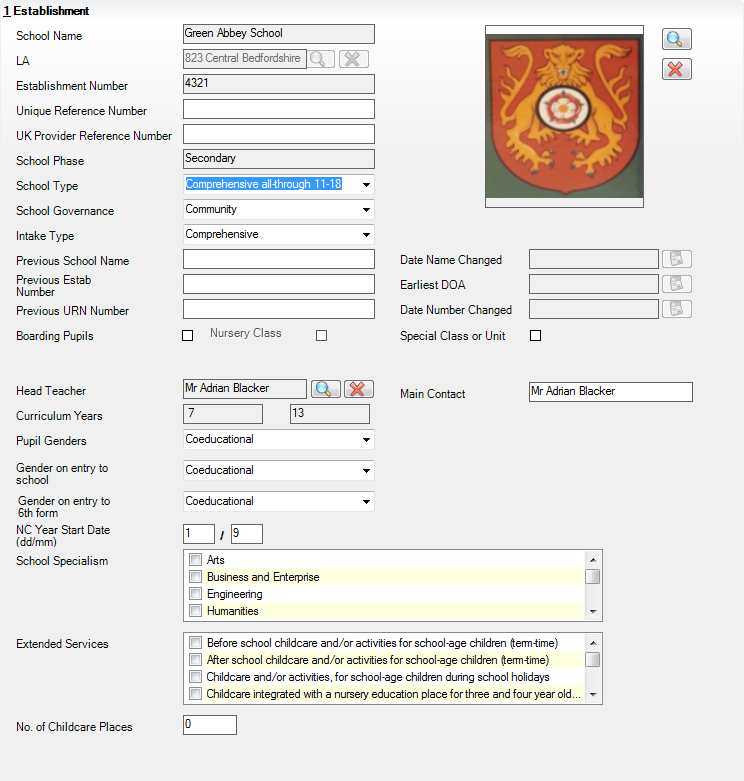 1 Establishment
School Name Green Abbey School
LA 823 Central Bedfordshire
Establishment Number 4321
Unique Reference Number
UK Provider Reference Number
School Phase Secondary
School Type Comprehensive all-through 11-18
School Governance Community
Intake Type Comprehensive
Previous School Name Date Name Changed
Previous Estab
Number Earliest DOA
Previous URN Number Date Number Changed
Boarding Pupils Nursery Class Special Class or Unit
Head Teacher Mr Adrian Blacker Main Contact Mr Adrian Blacker
Curriculum Years 7 13
Pupil Genders Coeducational
Gender on entry to
school Coeducational
Gender on entry to
6th form Coeducational
NC Year Start Date
(dd/mm) 1 / 9
School Specialism Arts
Business and Enterprise
Engineering
Humanities
Extended Services Before school childcare and/or activities for school-age children (term-time)
After school childcare and/or activities for school-age children (term-time)
Childcare and/or activities, for school-age children during school holidays
Childcare integrated with a nursery education place for three and four year old...
No. of Childcare Places 0